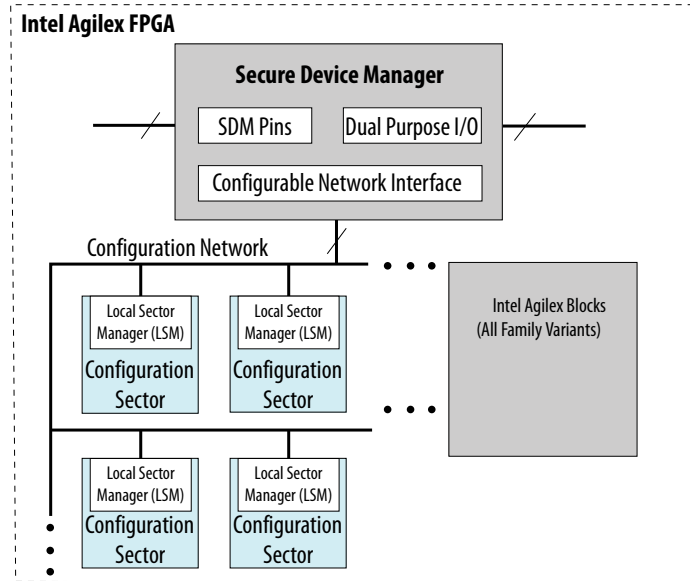 Intel Agilex FPGA
Secure Device Manager
SDM Pins
Dual Purpose I/O
Configurable Network Interface
Configuration Network
Local Sector
Manager (LSM)
Configuration
Sector
Local Sector
Manager (LSM)
Configuration
Sector
Intel Agilex Blocks
(All Family Variants)
Local Sector
Manager (LSM)
Configuration
Sector
Local Sector
Manager (LSM)
Configuration
Sector